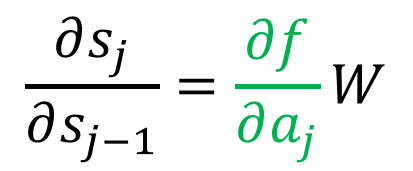 ∂s_j/∂s_{j−1} = ∂f/∂a_j W